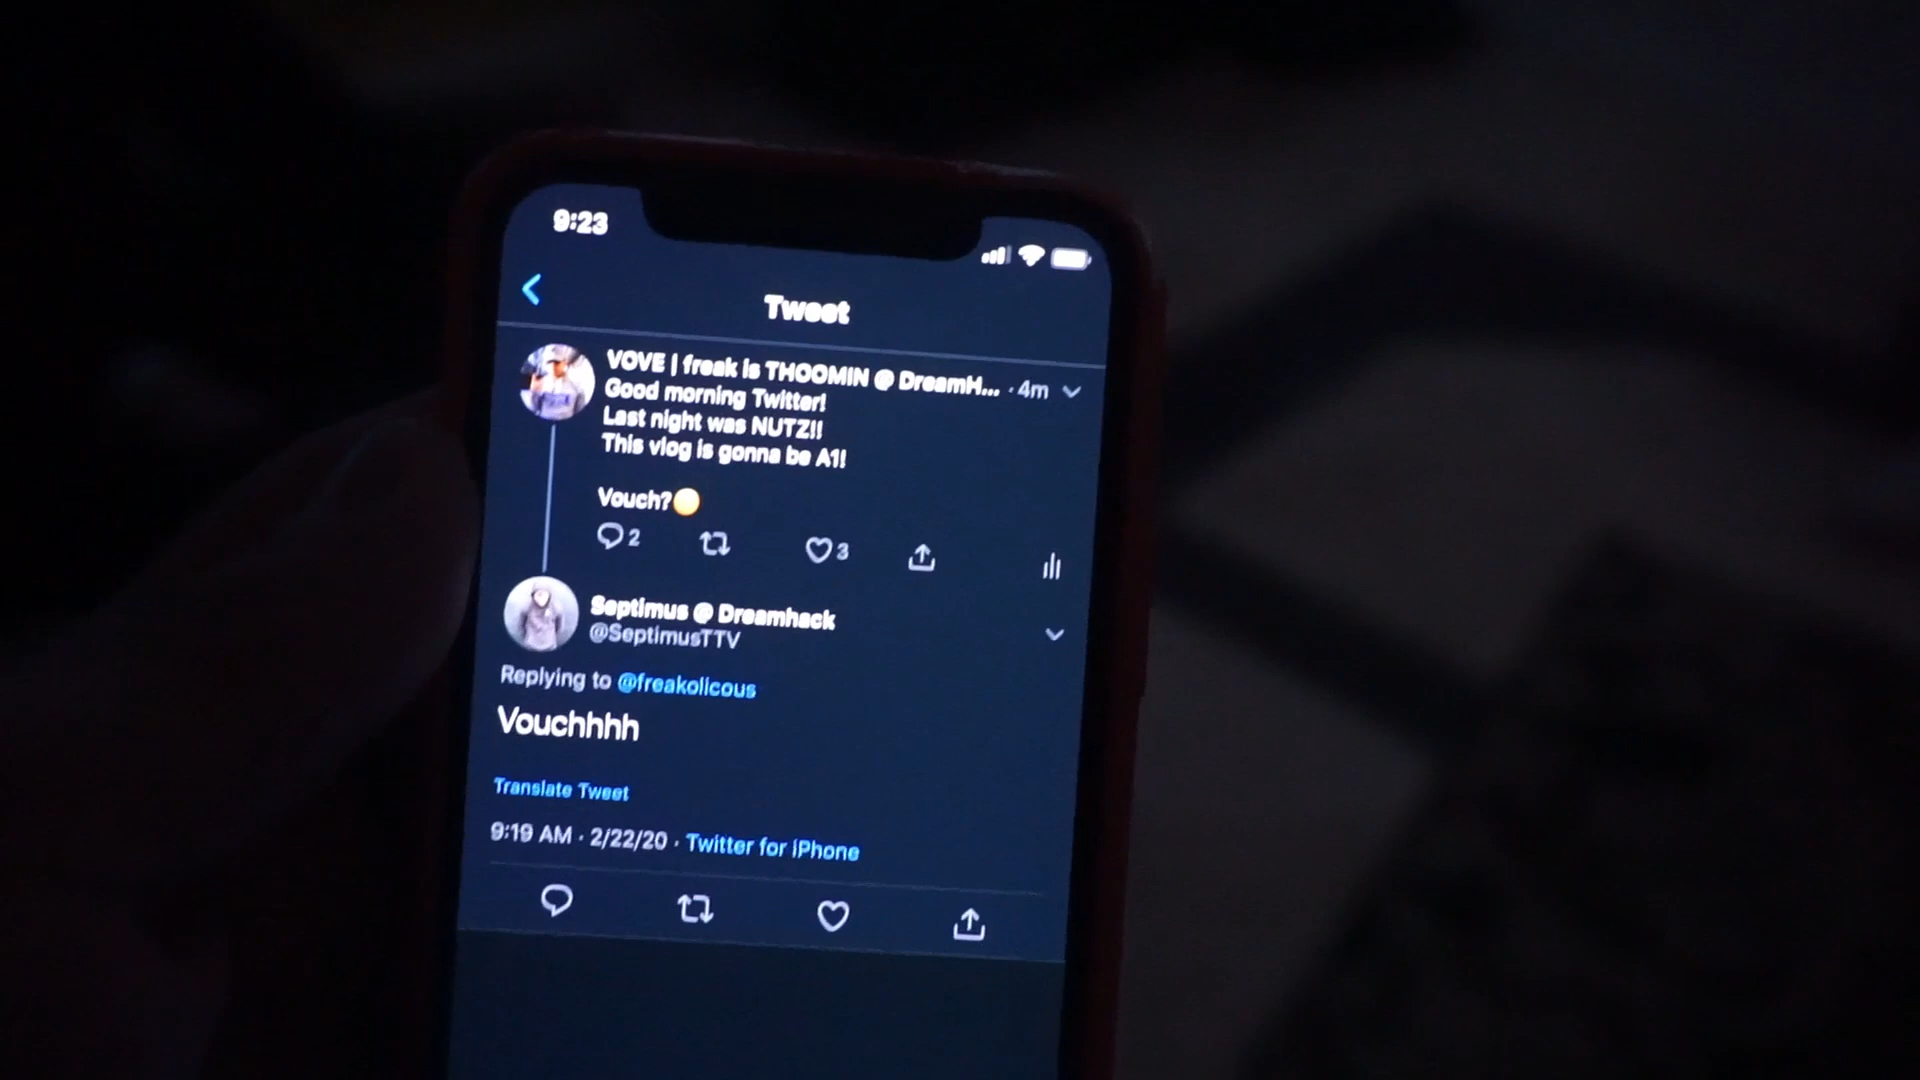 9:23
Tweet
VOVE | freak is THOOMIN @ DreamH... · 4m
Good morning Twitter!
Last night was NUTZ!!
This vlog is gonna be A1!
Vouch?
2
3
Septimus @ Dreamhack
@SeptimusTTV
Replying to @freakolicous
Vouchhhh
Translate Tweet
9:19 AM · 2/22/20 · Twitter for iPhone